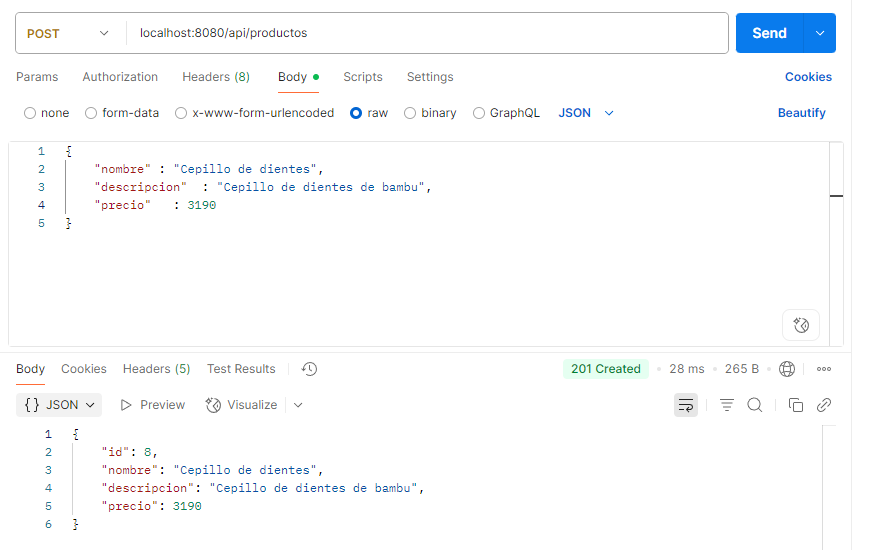 POST localhost:8080/api/productos Send
Params Authorization Headers (8) Body Scripts Settings Cookies
none form-data x-www-form-urlencoded raw binary GraphQL JSON Beautify
1 {
2 "nombre" : "Cepillo de dientes",
3 "descripcion"  : "Cepillo de dientes de bambu",
4 "precio"   : 3190
5 }
Body Cookies Headers (5) Test Results 201 Created 28 ms 265 B
{} JSON Preview Visualize
1 {
2 "id": 8,
3 "nombre": "Cepillo de dientes",
4 "descripcion": "Cepillo de dientes de bambu",
5 "precio": 3190
6 }